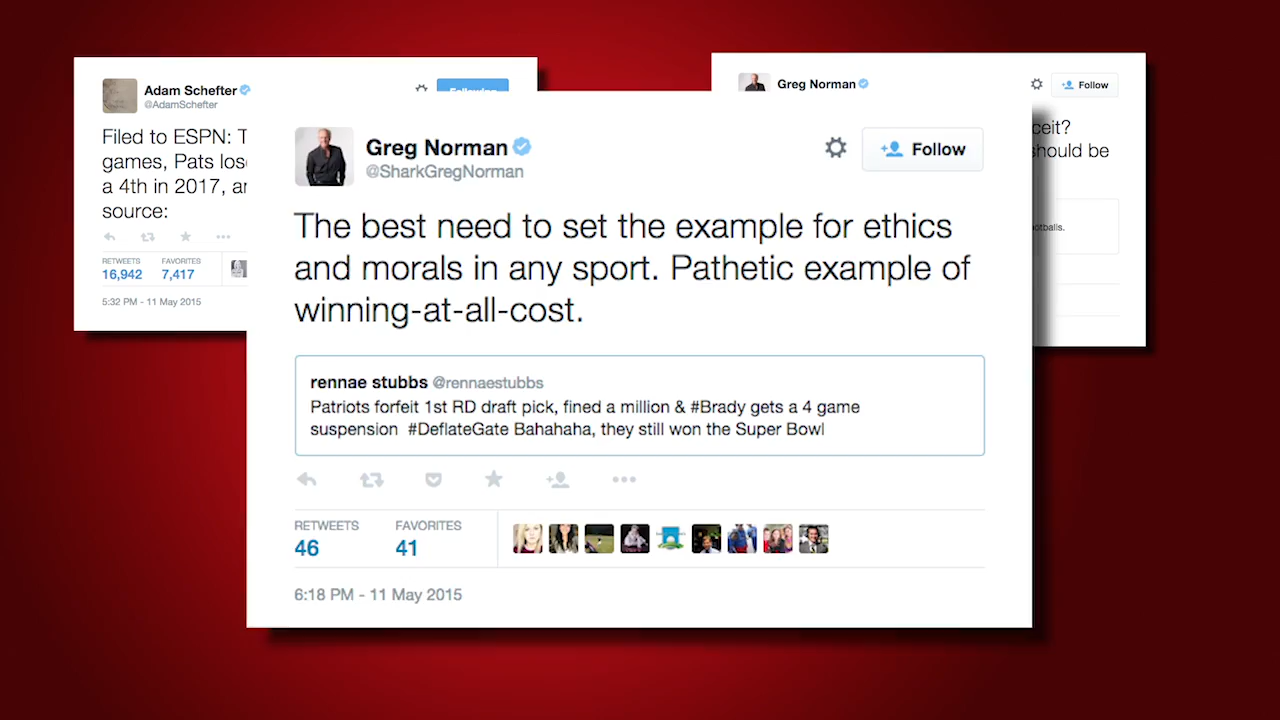 Adam Schefter
@AdamSchefter
Filed to ESPN:
games, Pats
a 4th in 2017,
source:
RETWEETS FAVORITES
16,942 7,417
5:32 PM - 11 May 2015
Greg Norman
Follow
should be
Greg Norman
@SharkGregNorman
Follow
The best need to set the example for ethics
and morals in any sport. Pathetic example of
winning-at-all-cost.
rennae stubbs @rennaestubbs
Patriots forfeit 1st RD draft pick, fined a million & #Brady gets a 4 game
suspension #DeflateGate Bahahaha, they still won the Super Bowl
RETWEETS FAVORITES
46 41
6:18 PM - 11 May 2015